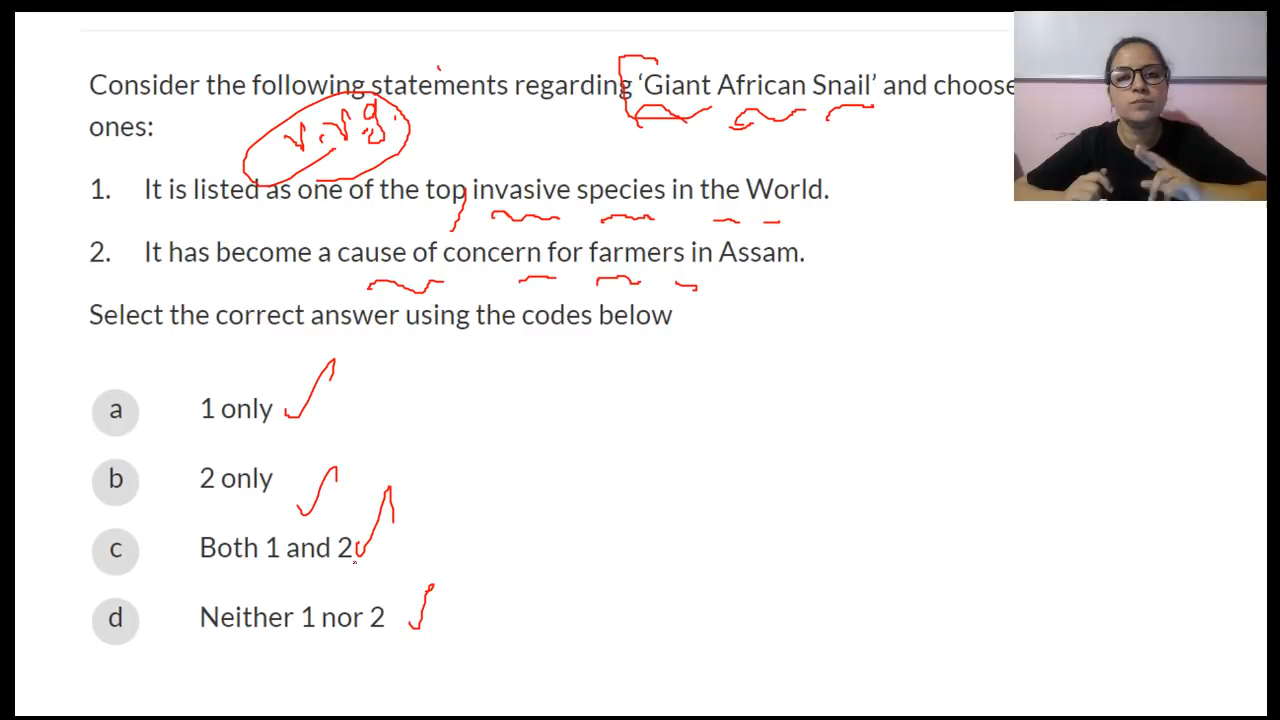 Consider the following statements regarding ‘Giant African Snail’ and choose
ones:
1. It is listed as one of the top invasive species in the World.
2. It has become a cause of concern for farmers in Assam.
Select the correct answer using the codes below
a 1 only
b 2 only
c Both 1 and 2
d Neither 1 nor 2